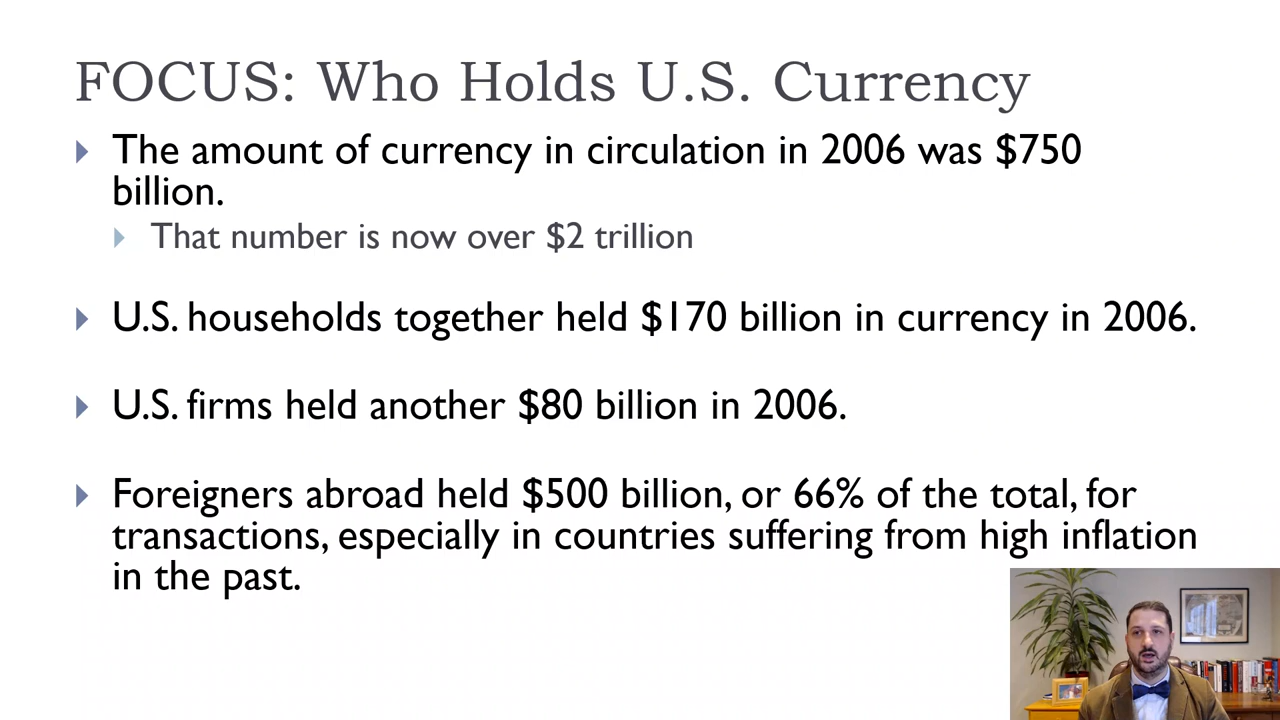 FOCUS: Who Holds U.S. Currency
The amount of currency in circulation in 2006 was $750
billion.
That number is now over $2 trillion
U.S. households together held $170 billion in currency in 2006.
U.S. firms held another $80 billion in 2006.
Foreigners abroad held $500 billion, or 66% of the total, for
transactions, especially in countries suffering from high inflation
in the past.